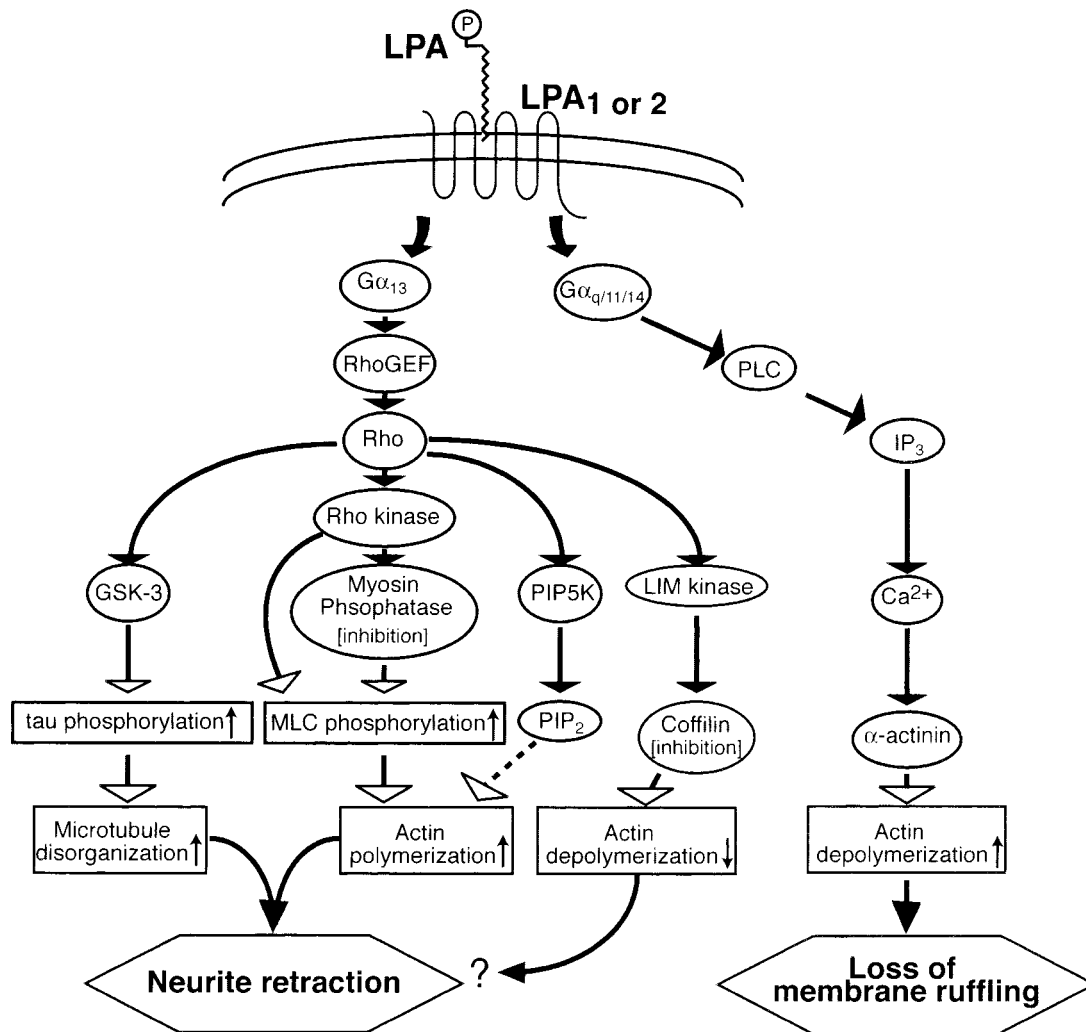 P
LPA
LPA1 or 2
Gα13
Gαq/11/14
RhoGEF
PLC
Rho
IP3
Rho kinase
GSK-3
Myosin
Phsophatase
[inhibition]
PIP5K
LIM kinase
Ca2+
tau phosphorylation↑
MLC phosphorylation↑
PIP2
Coffilin
[inhibition]
α-actinin
Microtubule
disorganization↑
Actin
polymerization↑
Actin
depolymerization↓
Actin
depolymerization↑
Neurite retraction
?
Loss of
membrane ruffling